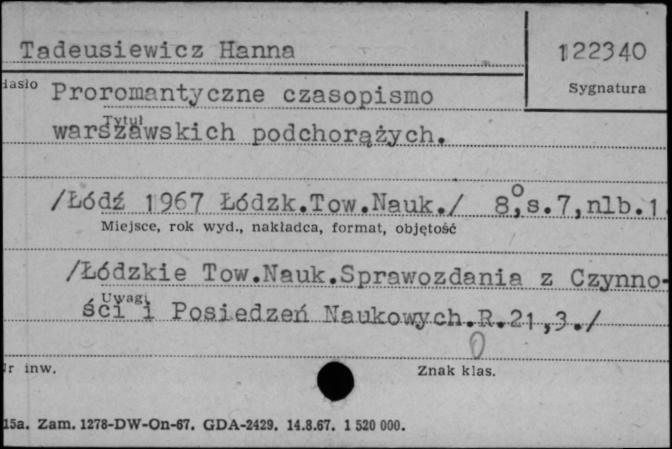 Tadeusiewicz Hanna
122340
Sygnatura
Hasło
Proromantyczne czasopismo
Tytuł
warszawskich podchorążych.
/Łódź 1967 Łódzk.Tow.Nauk./ 8°,s.7,nlb.1
Miejsce, rok wyd., nakładca, format, objętość
/Łódzkie Tow.Nauk.Sprawozdania z Czynno-
Uwagi
ści i Posiedzeń Naukowych.R.21,3./
Nr inw.
Znak klas.
15a. Zam. 1278-DW-On-67. GDA-2429. 14.8.67. 1 520 000.